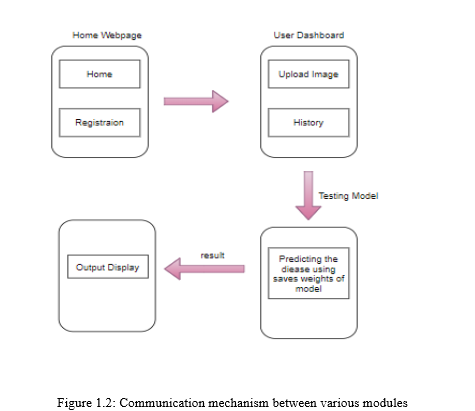 Home Webpage
User Dashboard
Home
Upload Image
Registraion
History
Testing Model
result
Output Display
Predicting the
diease using
saves weights of
model
Figure 1.2: Communication mechanism between various modules